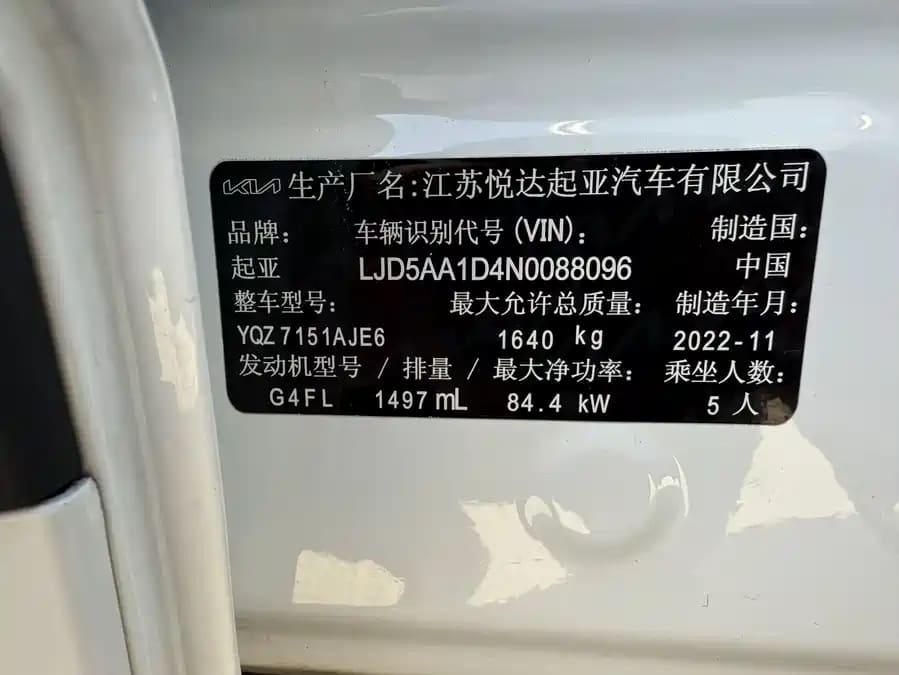 KIA 生产厂名:江苏悦达起亚汽车有限公司
品牌: 车辆识别代号(VIN): 制造国:
起亚 LJD5AA1D4N0088096 中国
整车型号: 最大允许总质量: 制造年月:
YQZ7151AJE6 1640 kg 2022-11
发动机型号 / 排量 / 最大净功率: 乘坐人数:
G4FL 1497 mL 84.4 kW 5 人